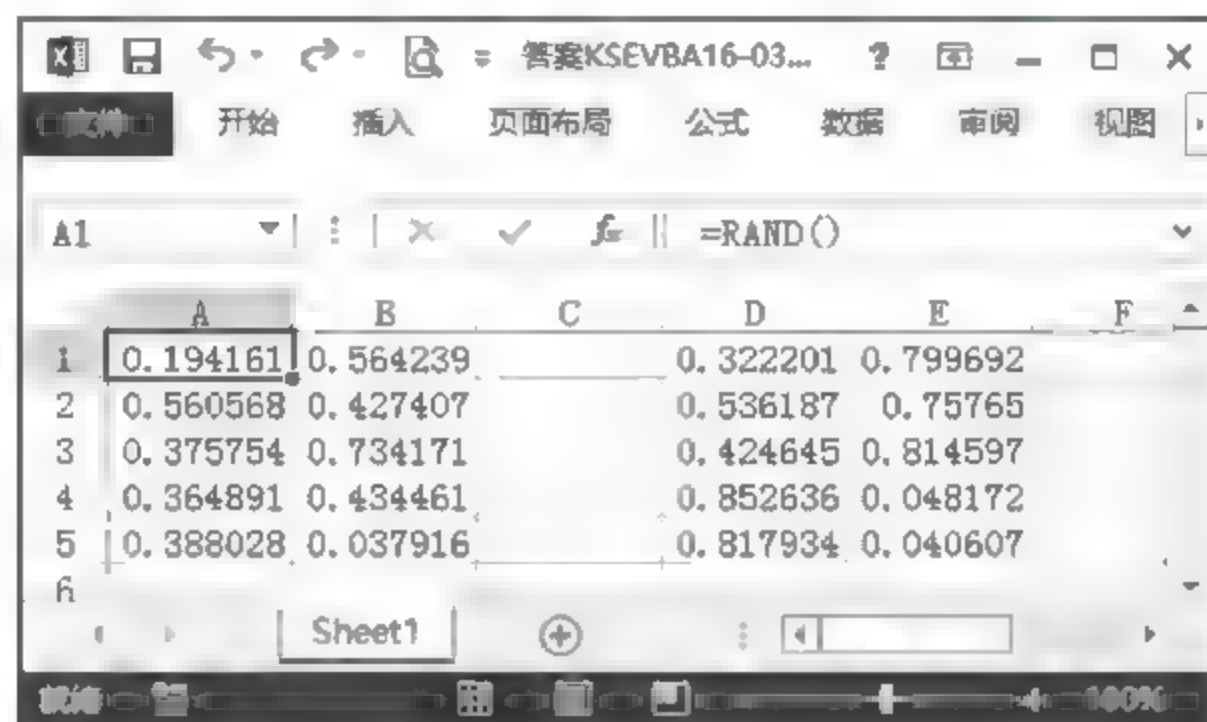 答案KSEVBA16-03... ?
文件 开始 插入 页面布局 公式 数据 审阅 视图
A1 fx =RAND()
A B C D E F
1 0.194161 0.564239 0.322201 0.799692
2 0.560568 0.427407 0.536187 0.75765
3 0.375754 0.734171 0.424645 0.814597
4 0.364891 0.434461 0.852636 0.048172
5 0.388028 0.037916 0.817934 0.040607
6
Sheet1
100%